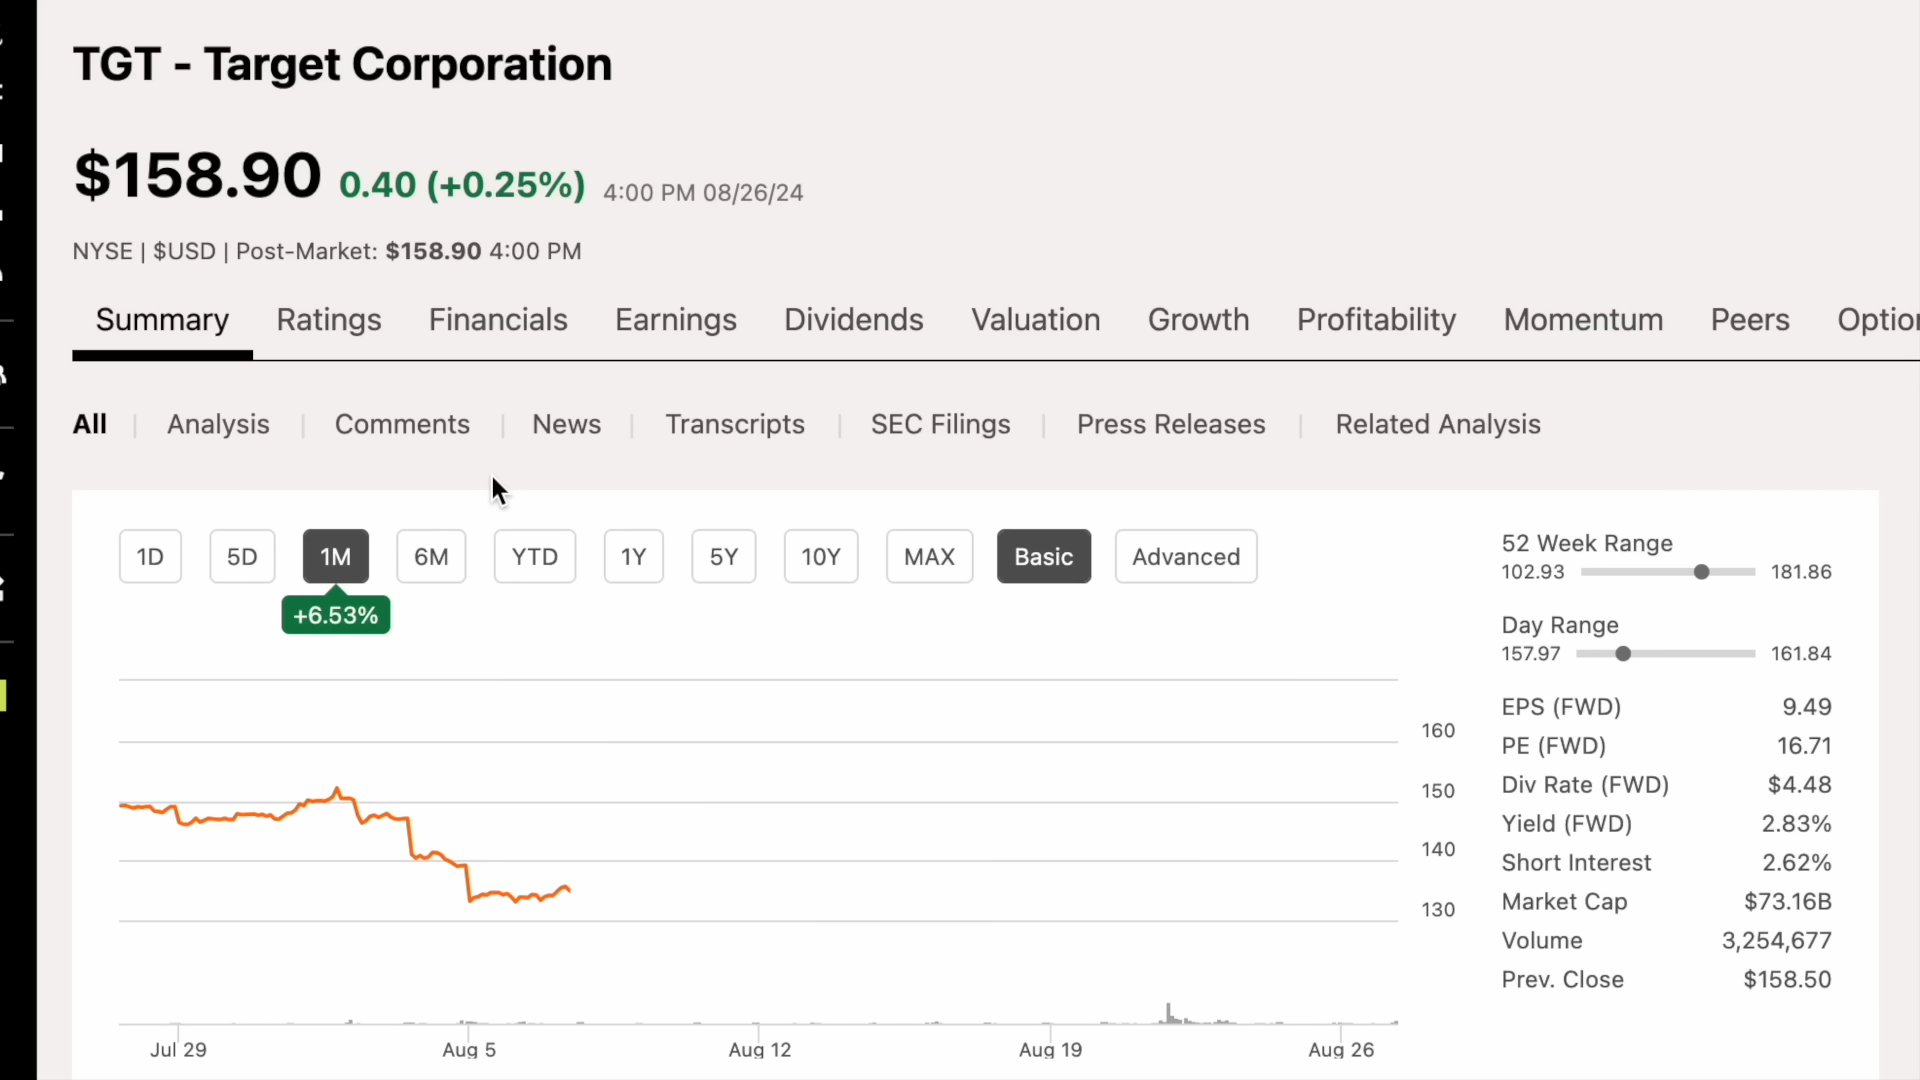 TGT - Target Corporation
$158.90 0.40 (+0.25%) 4:00 PM 08/26/24
NYSE | $USD | Post-Market: $158.90 4:00 PM
Summary Ratings Financials Earnings Dividends Valuation Growth Profitability Momentum Peers Option
All | Analysis | Comments | News | Transcripts | SEC Filings | Press Releases | Related Analysis
1D 5D 1M 6M YTD 1Y 5Y 10Y MAX Basic Advanced
+6.53%
160
150
140
130
Jul 29 Aug 5 Aug 12 Aug 19 Aug 26
52 Week Range
102.93 181.86
Day Range
157.97 161.84
EPS (FWD) 9.49
PE (FWD) 16.71
Div Rate (FWD) $4.48
Yield (FWD) 2.83%
Short Interest 2.62%
Market Cap $73.16B
Volume 3,254,677
Prev. Close $158.50